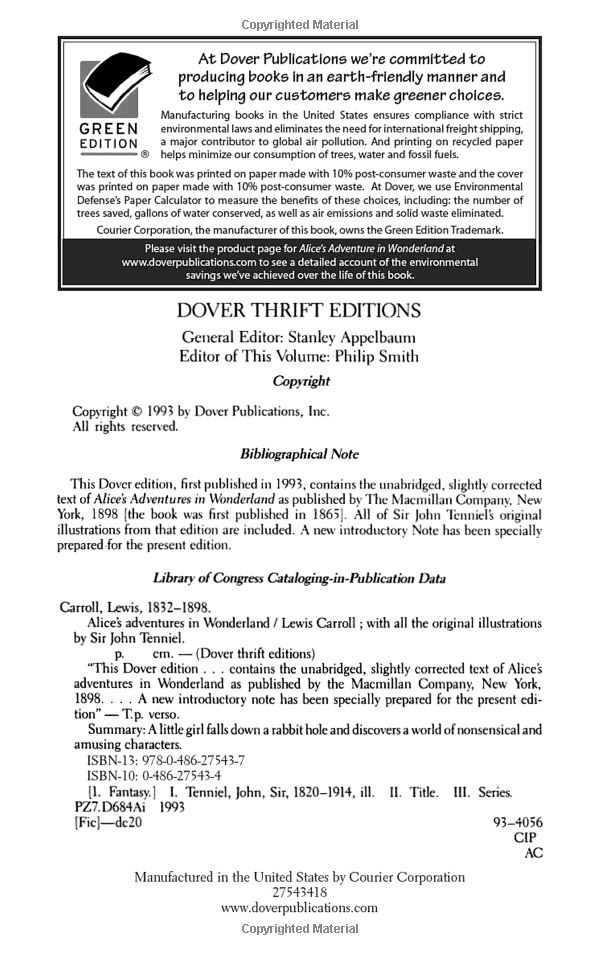 Copyrighted Material
At Dover Publications we're committed to
producing books in an earth-friendly manner and
to helping our customers make greener choices.
GREEN
EDITION
®
Manufacturing books in the United States ensures compliance with strict
environmental laws and eliminates the need for international freight shipping,
a major contributor to global air pollution. And printing on recycled paper
helps minimize our consumption of trees, water and fossil fuels.
The text of this book was printed on paper made with 10% post-consumer waste and the cover
was printed on paper made with 10% post-consumer waste. At Dover, we use Environmental
Defense's Paper Calculator to measure the benefits of these choices, including: the number of
trees saved, gallons of water conserved, as well as air emissions and solid waste eliminated.
Courier Corporation, the manufacturer of this book, owns the Green Edition Trademark.
Please visit the product page for Alice's Adventure in Wonderland at
www.doverpublications.com to see a detailed account of the environmental
savings we've achieved over the life of this book.
DOVER THRIFT EDITIONS
General Editor: Stanley Appelbaum
Editor of This Volume: Philip Smith
Copyright
Copyright © 1993 by Dover Publications, Inc.
All rights reserved.
Bibliographical Note
This Dover edition, first published in 1993, contains the unabridged, slightly corrected
text of Alice's Adventures in Wonderland as published by The Macmillan Company, New
York, 1898 [the book was first published in 1865]. All of Sir John Tenniel's original
illustrations from that edition are included. A new introductory Note has been specially
prepared for the present edition.
Library of Congress Cataloging-in-Publication Data
Carroll, Lewis, 1832–1898.
Alice's adventures in Wonderland / Lewis Carroll ; with all the original illustrations
by Sir John Tenniel.
p. cm. — (Dover thrift editions)
"This Dover edition . . . contains the unabridged, slightly corrected text of Alice's
adventures in Wonderland as published by the Macmillan Company, New York,
1898. . . . A new introductory note has been specially prepared for the present edi-
tion" — T.p. verso.
Summary: A little girl falls down a rabbit hole and discovers a world of nonsensical and
amusing characters.
ISBN-13: 978-0-486-27543-7
ISBN-10: 0-486-27543-4
[1. Fantasy.] I. Tenniel, John, Sir, 1820–1914, ill. II. Title. III. Series.
PZ7.D684Ai 1993
[Fic]—dc20 93–4056
CIP
AC
Manufactured in the United States by Courier Corporation
27543418
www.doverpublications.com
Copyrighted Material